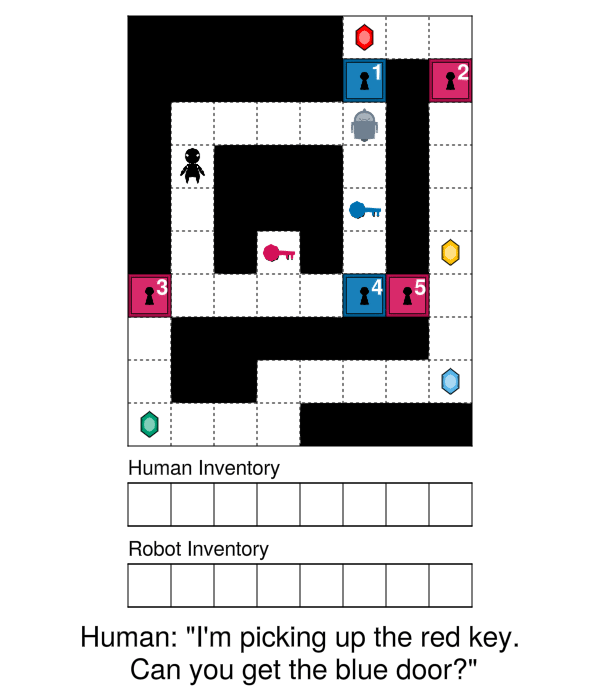 1
2
3
4
5
Human Inventory
Robot Inventory
Human: "I'm picking up the red key.
Can you get the blue door?"